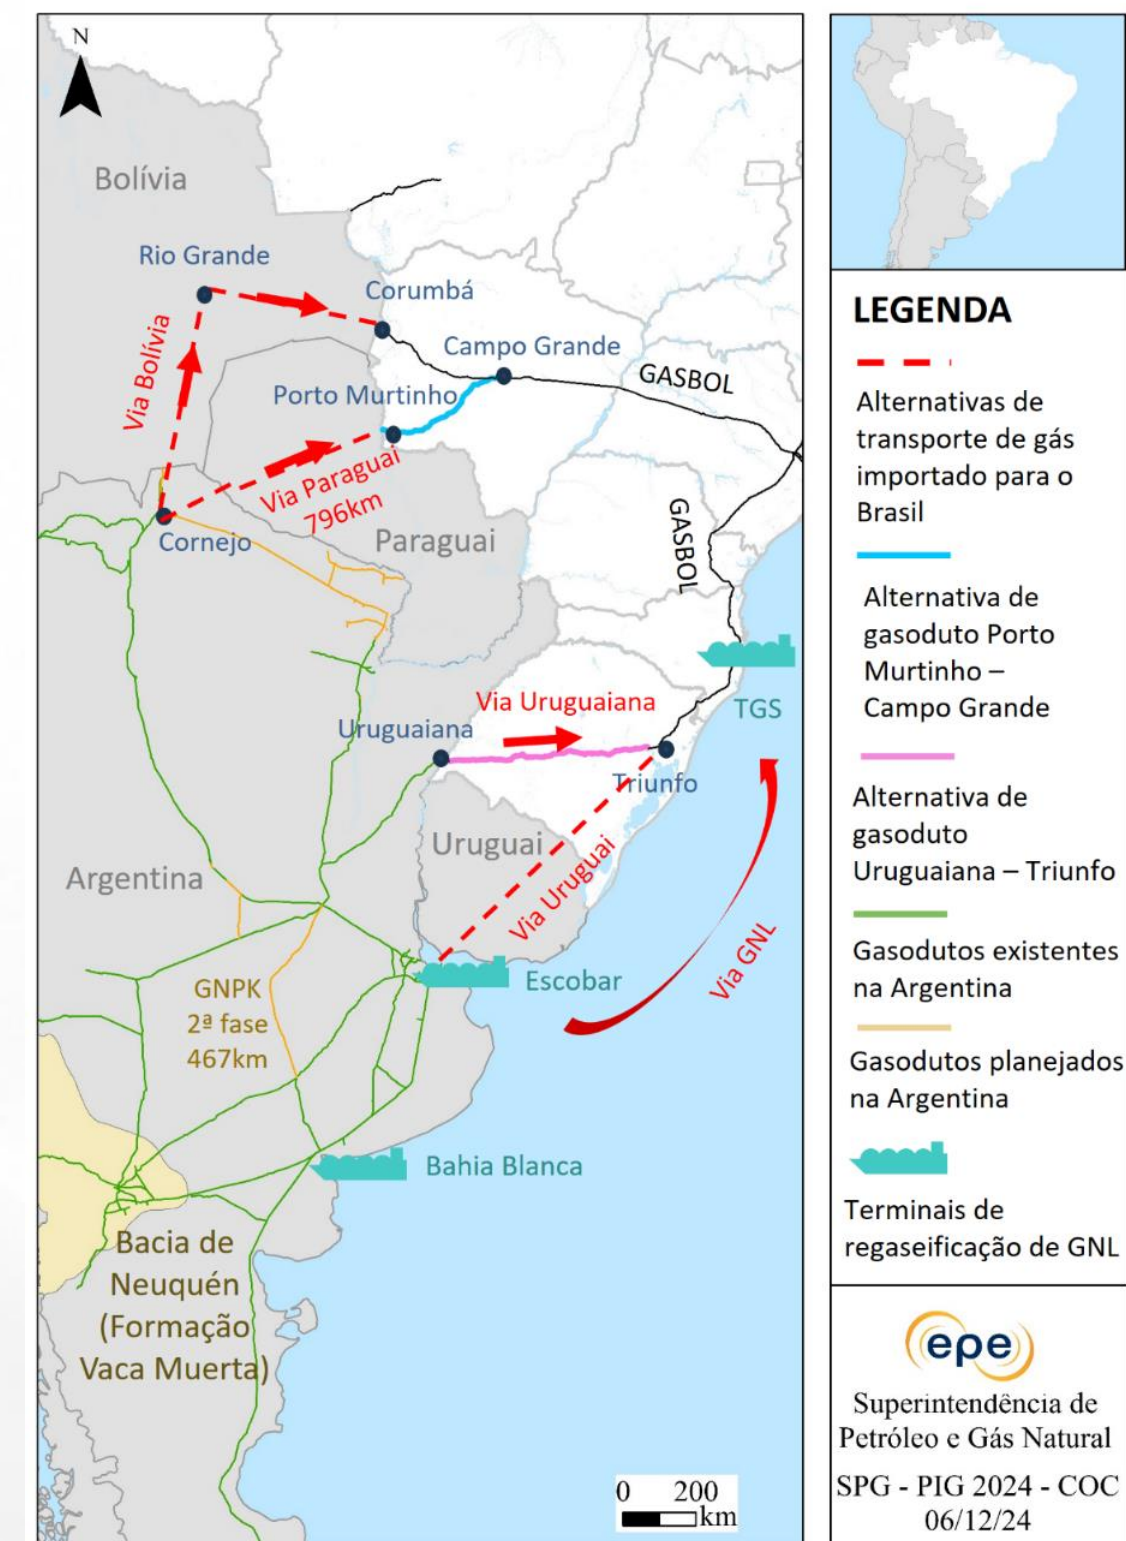 N
Bolívia
Rio Grande
Corumbá
Campo Grande
GASBOL
Via Bolívia
Porto Murtinho
Via Paraguai
796km
Cornejo
Paraguai
GASBOL
TGS
Via Uruguaiana
Uruguaiana
Triunfo
Uruguai
Via Uruguai
Argentina
Via GNL
Escobar
GNPK
2ª fase
467km
Bahia Blanca
Bacia de
Neuquén
(Formação
Vaca Muerta)
0 200
km
LEGENDA
Alternativas de
transporte de gás
importado para o
Brasil
Alternativa de
gasoduto Porto
Murtinho –
Campo Grande
Alternativa de
gasoduto
Uruguaiana – Triunfo
Gasodutos existentes
na Argentina
Gasodutos planejados
na Argentina
Terminais de
regaseificação de GNL
epe
Superintendência de
Petróleo e Gás Natural
SPG - PIG 2024 - COC
06/12/24